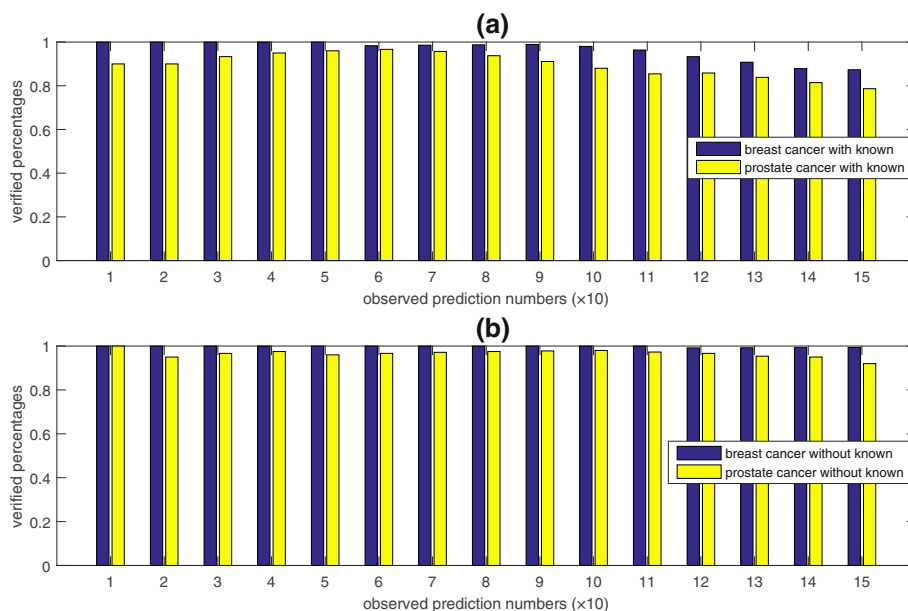 (a)
verified percentages
1
0.8
0.6
0.4
0.2
0
breast cancer with known
prostate cancer with known
1 2 3 4 5 6 7 8 9 10 11 12 13 14 15
observed prediction numbers (×10)
(b)
verified percentages
1
0.8
0.6
0.4
0.2
0
breast cancer without known
prostate cancer without known
1 2 3 4 5 6 7 8 9 10 11 12 13 14 15
observed prediction numbers (×10)